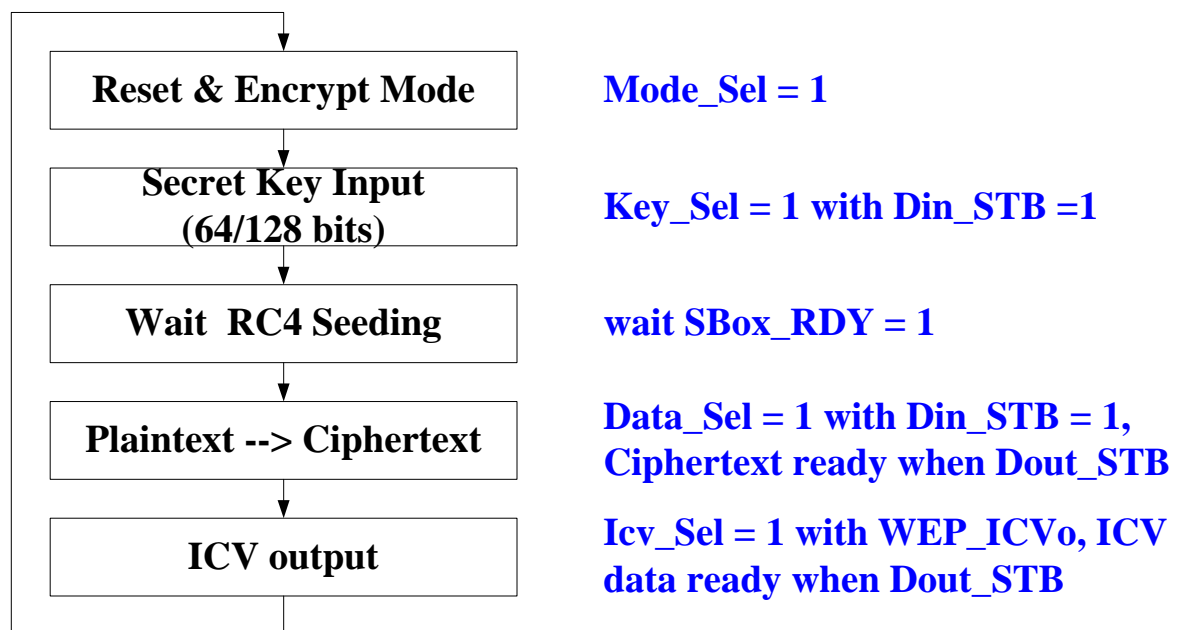 Reset & Encrypt Mode
Mode_Sel = 1
Secret Key Input
(64/128 bits)
Key_Sel = 1 with Din_STB =1
Wait  RC4 Seeding
wait SBox_RDY = 1
Plaintext --> Ciphertext
Data_Sel = 1 with Din_STB = 1,
Ciphertext ready when Dout_STB
ICV output
Icv_Sel = 1 with WEP_ICVo, ICV
data ready when Dout_STB